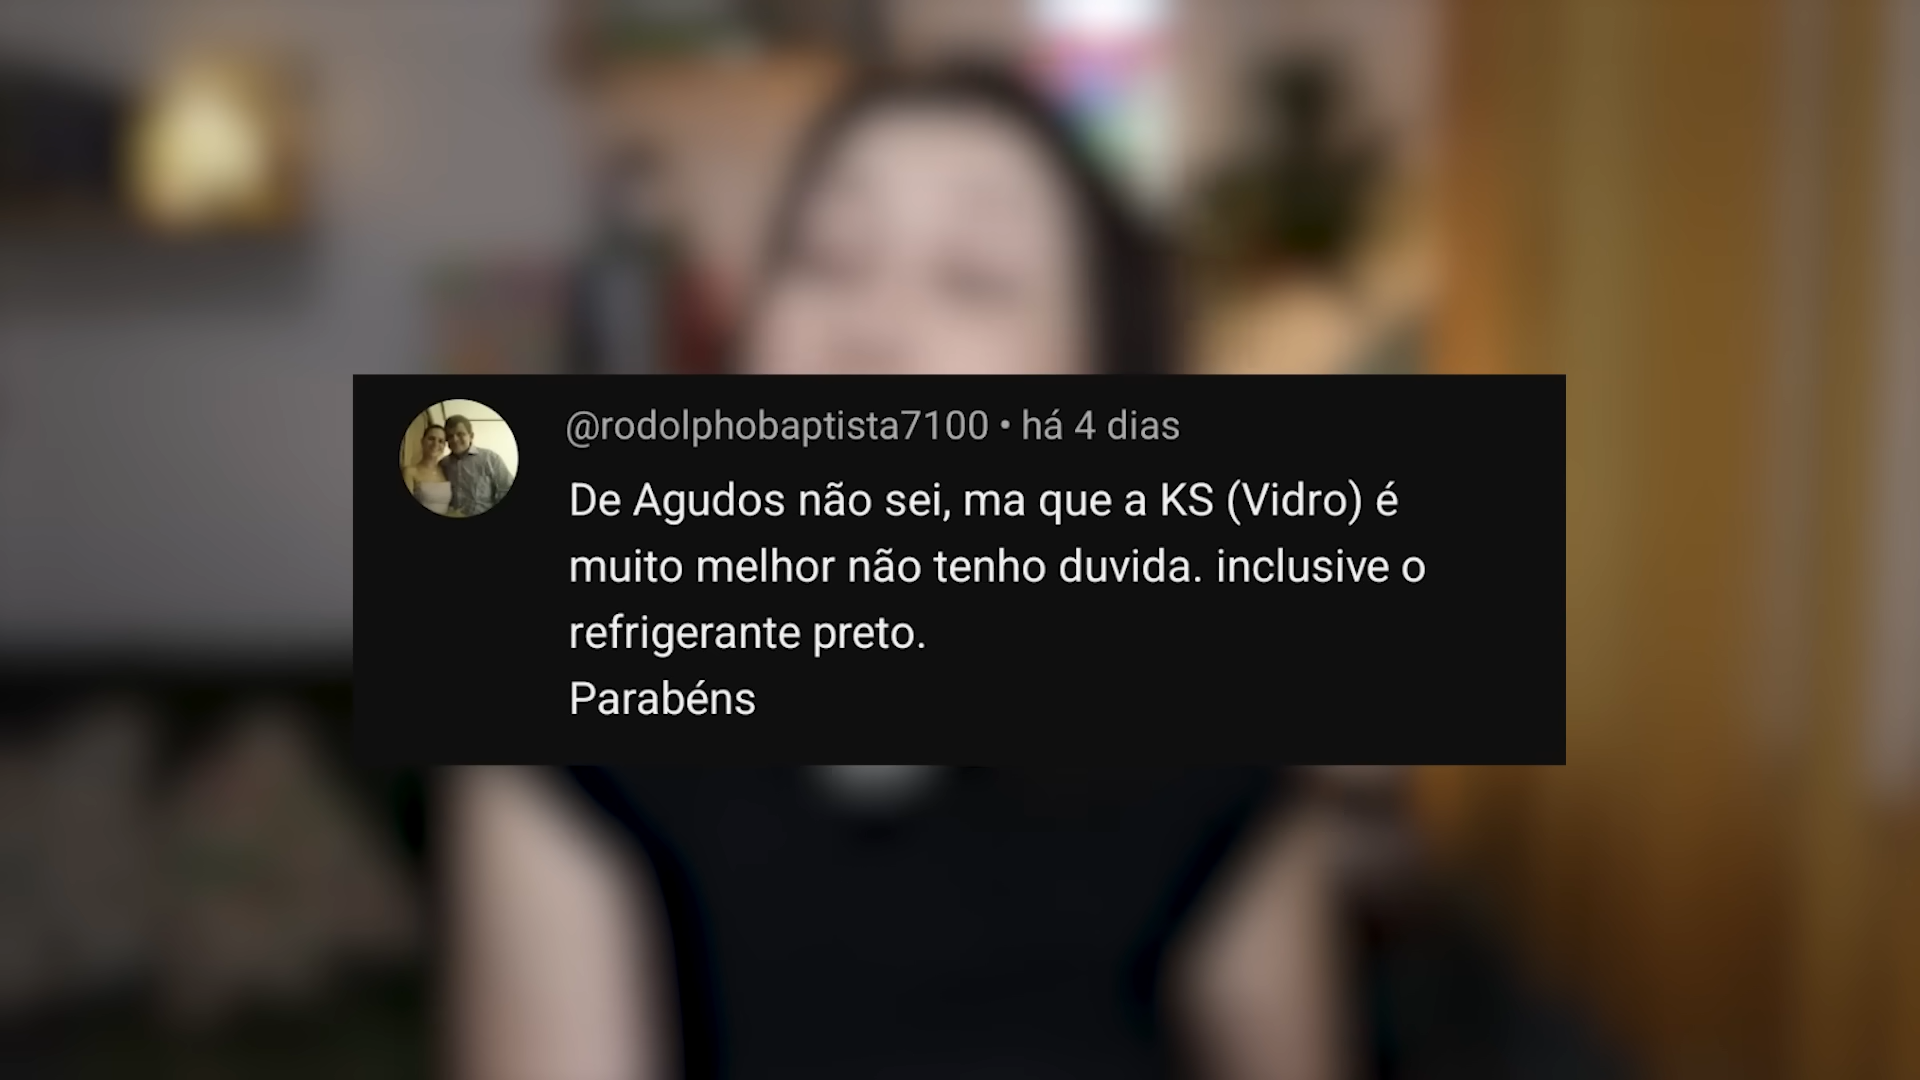 @rodolphobaptista7100 • há 4 dias
De Agudos não sei, ma que a KS (Vidro) é
muito melhor não tenho duvida. inclusive o
refrigerante preto.
Parabéns